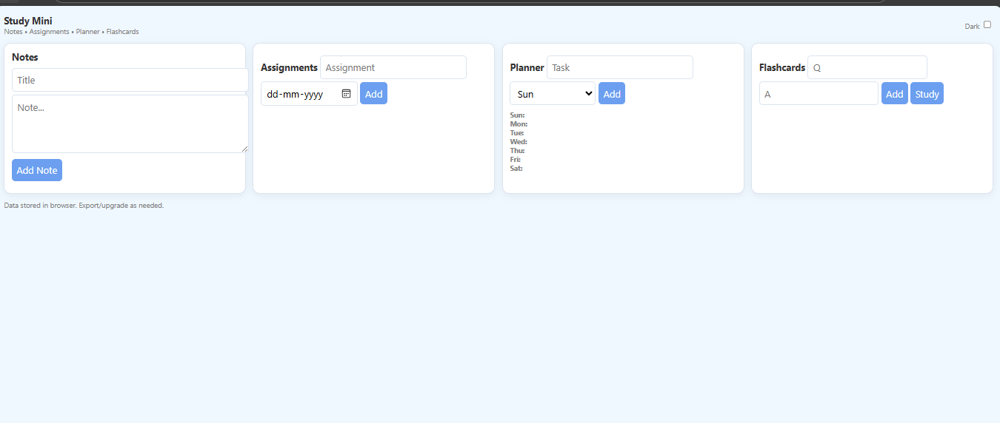 Study Mini
Notes • Assignments • Planner • Flashcards
Dark
Notes
Title
Note...
Add Note
Assignments Assignment
dd-mm-yyyy Add
Planner Task
Sun Add
Sun:
Mon:
Tue:
Wed:
Thu:
Fri:
Sat:
Flashcards Q
A Add Study
Data stored in browser. Export/upgrade as needed.